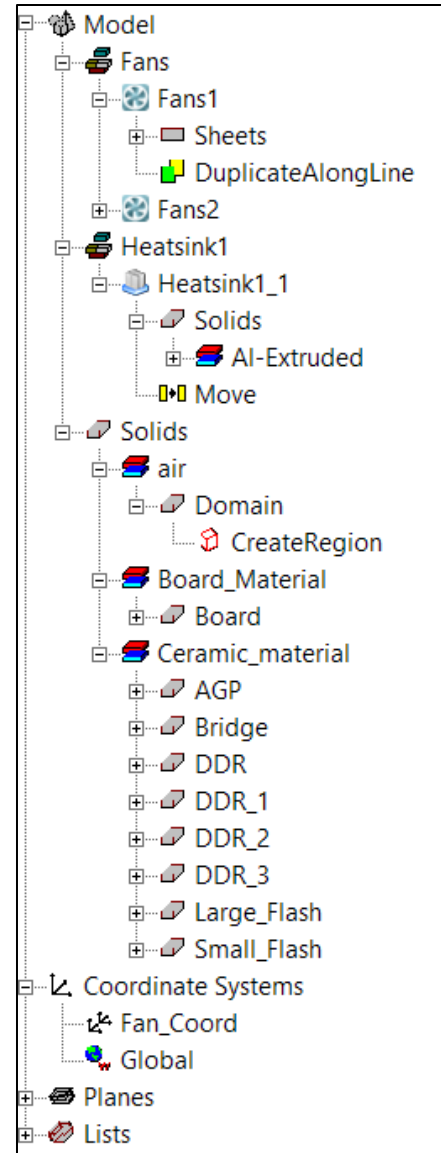 Model
Fans
Fans1
Sheets
DuplicateAlongLine
Fans2
Heatsink1
Heatsink1_1
Solids
Al-Extruded
Move
Solids
air
Domain
CreateRegion
Board_Material
Board
Ceramic_material
AGP
Bridge
DDR
DDR_1
DDR_2
DDR_3
Large_Flash
Small_Flash
Coordinate Systems
Fan_Coord
Global
Planes
Lists